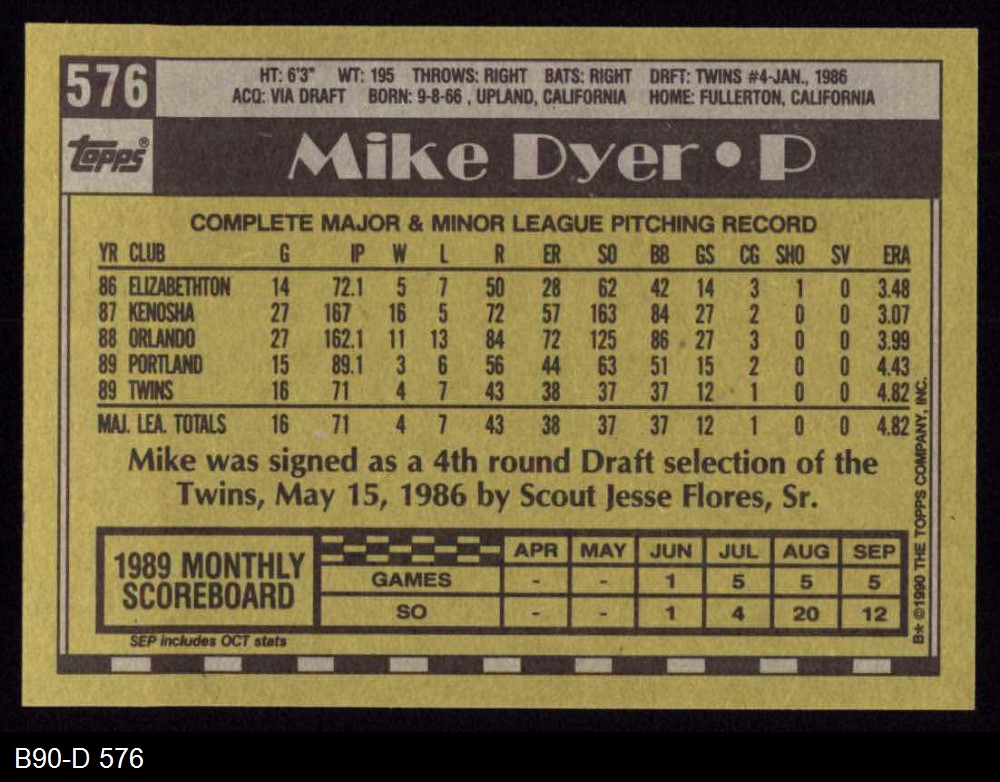 576
HT: 6'3" WT: 195 THROWS: RIGHT BATS: RIGHT DRFT: TWINS #4-JAN., 1986
ACQ: VIA DRAFT BORN: 9-8-66 , UPLAND, CALIFORNIA HOME: FULLERTON, CALIFORNIA
topps®
Mike Dyer • P
COMPLETE MAJOR & MINOR LEAGUE PITCHING RECORD
YR CLUB G IP W L R ER SO BB GS CG SHO SV ERA
86 ELIZABETHTON 14 72.1 5 7 50 28 62 42 14 3 1 0 3.48
87 KENOSHA 27 167 16 5 72 57 163 84 27 2 0 0 3.07
88 ORLANDO 27 162.1 11 13 84 72 125 86 27 3 0 0 3.99
89 PORTLAND 15 89.1 3 6 56 44 63 51 15 2 0 0 4.43
89 TWINS 16 71 4 7 43 38 37 37 12 1 0 0 4.82
MAJ. LEA. TOTALS 16 71 4 7 43 38 37 37 12 1 0 0 4.82
Mike was signed as a 4th round Draft selection of the
Twins, May 15, 1986 by Scout Jesse Flores, Sr.
1989 MONTHLY
SCOREBOARD
APR MAY JUN JUL AUG SEP
GAMES - - 1 5 5 5
SO - - 1 4 20 12
SEP includes OCT stats
B* ©1990 THE TOPPS COMPANY, INC.
B90-D 576